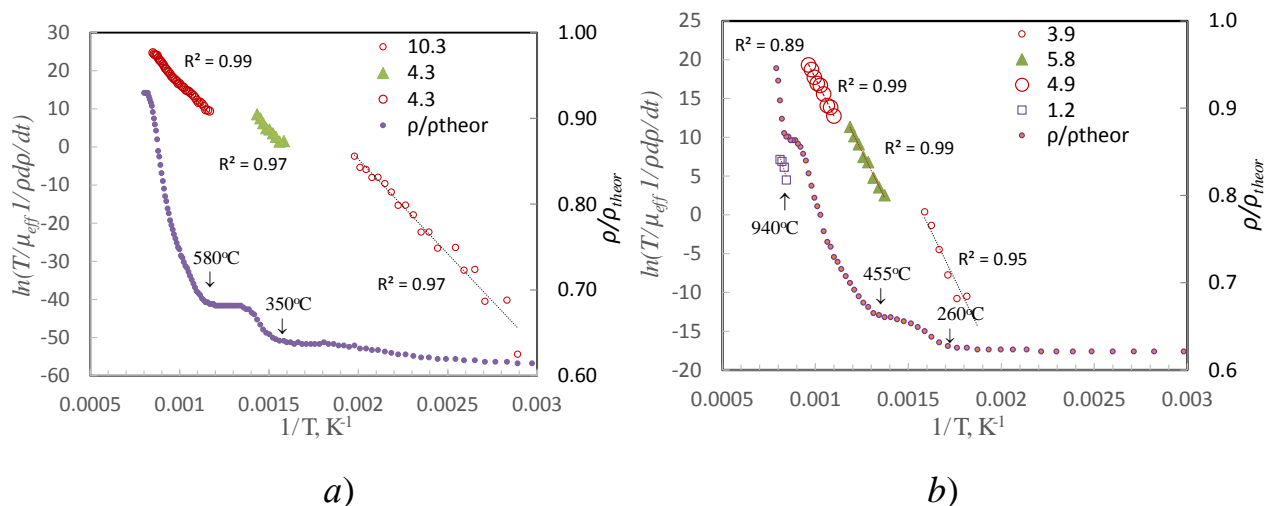 30
25
1.00
1.0
20
20
10.3
R² = 0.89
3.9
R² = 0.99
4.3
5.8
10
4.3
15
4.9
0.90
R² = 0.99
0.9
ρ/ρtheor
1.2
0
10
ρ/ρtheor
R² = 0.97
R² = 0.99
-10
5
0.80
0.8
-20
0
940°C
580°C
-5
455°C
R² = 0.95
-30
R² = 0.97
350°C
-10
0.70
0.7
-40
260°C
-50
-15
-60
0.60
-20
0.6
0.0005 0.001 0.0015 0.002 0.0025 0.003
0.0005 0.001 0.0015 0.002 0.0025 0.003
1/T, K⁻¹
1/T, K⁻¹
ln(T/μeff 1/ρdρ/dt)
ρ/ρtheor
ln(T/μeff 1/ρdρ/dt)
ρ/ρtheor
a)
b)